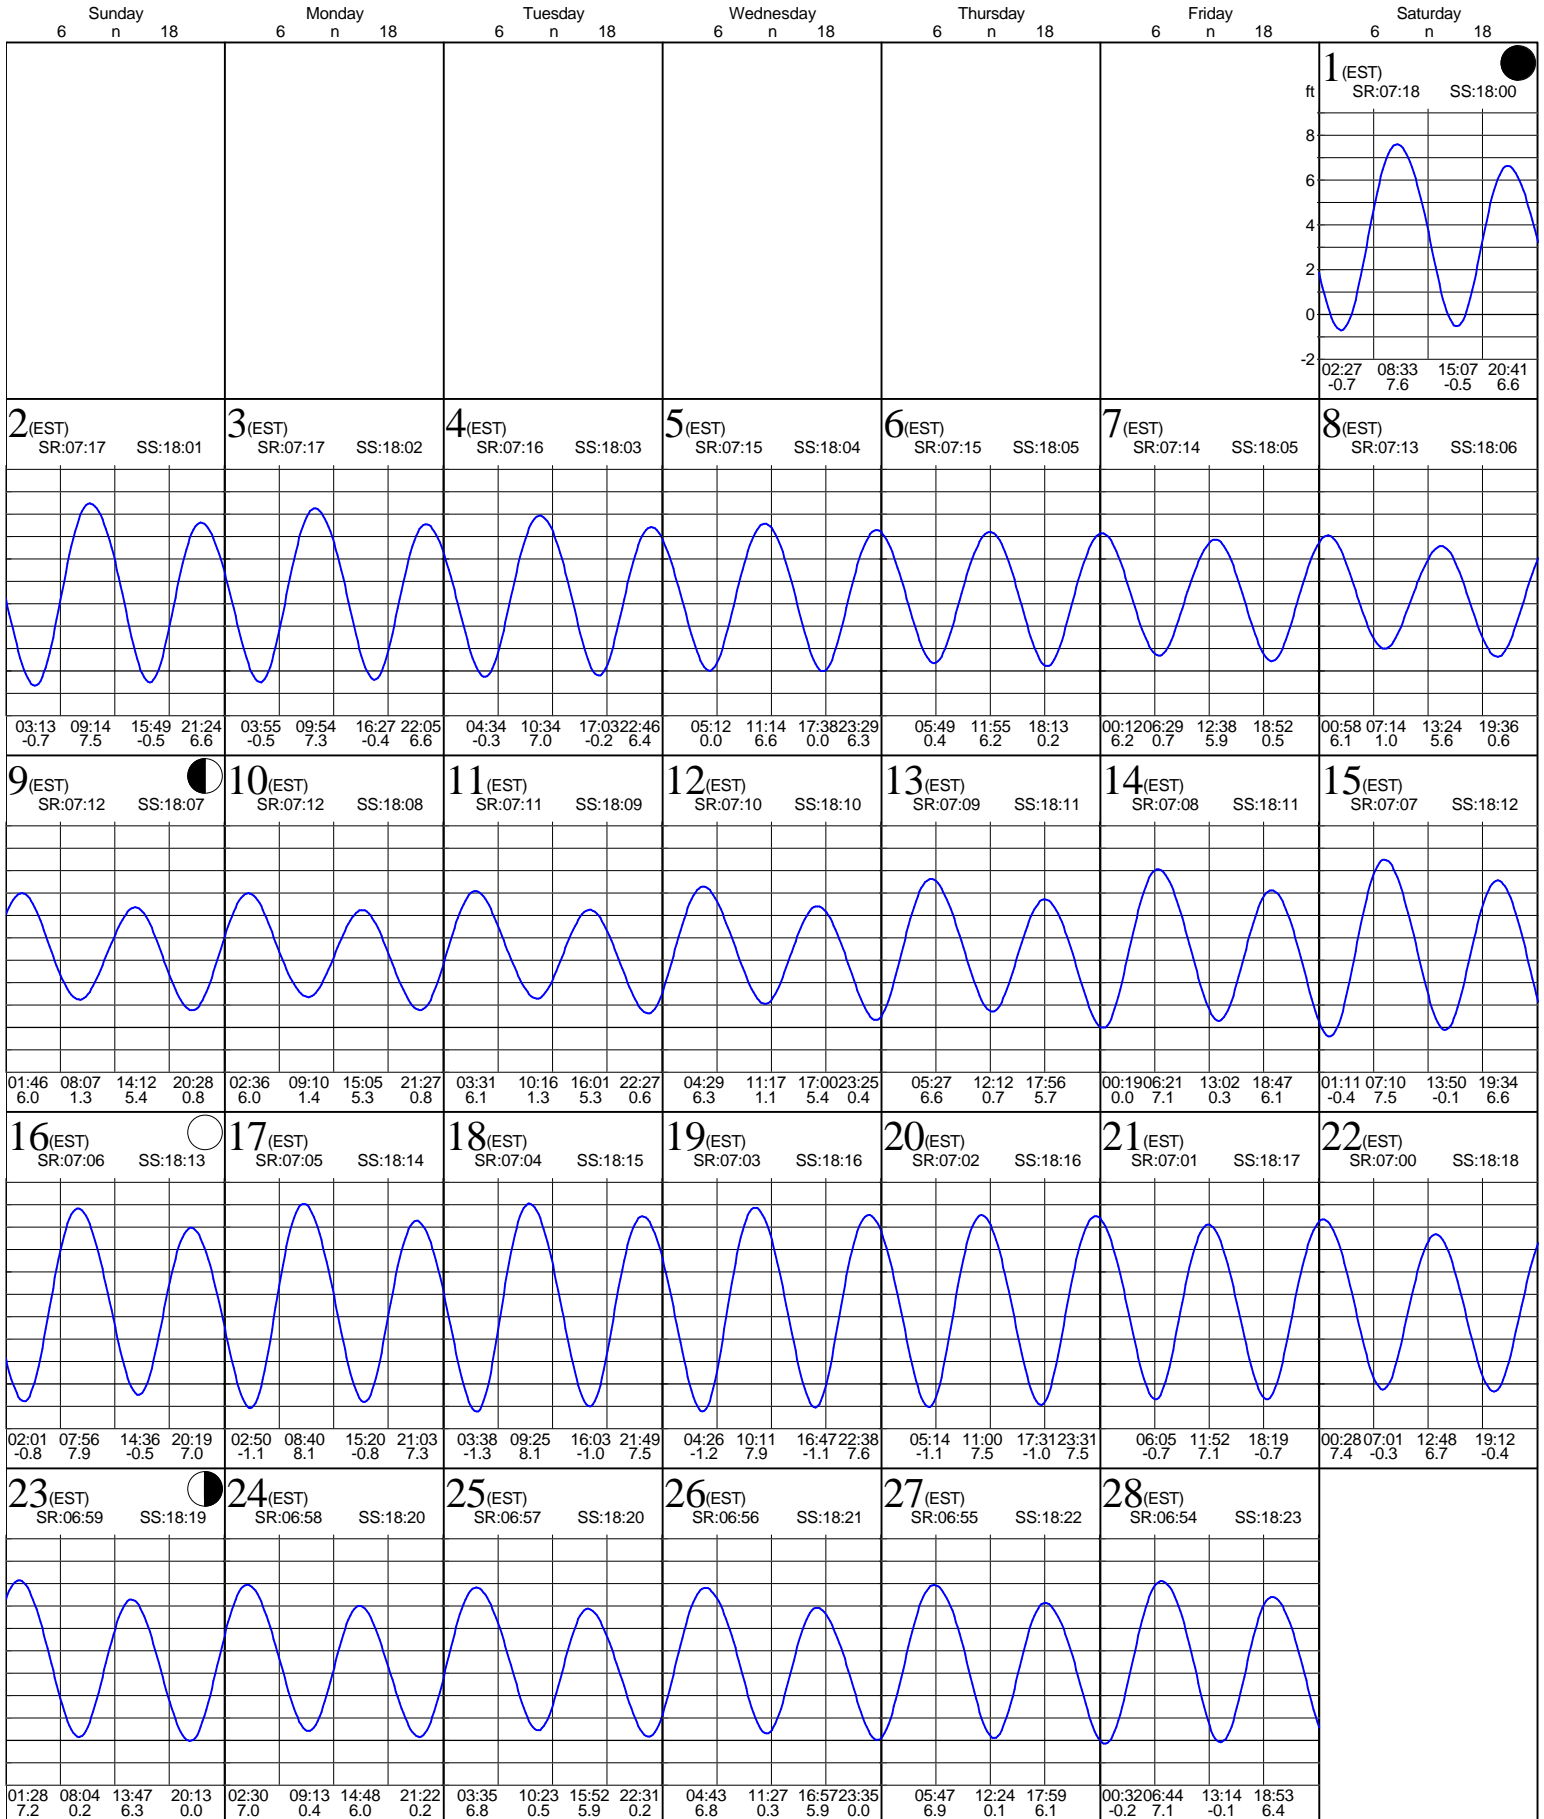 Sunday Monday Tuesday Wednesday Thursday Friday Saturday
6 n 18 6 n 18 6 n 18 6 n 18 6 n 18 6 n 18 6 n 18
1(EST)
ft SR:07:18 SS:18:00
8
6
4
2
0
-2
02:27 08:33 15:07 20:41
-0.7 7.6 -0.5 6.6
2(EST) 3(EST) 4(EST) 5(EST) 6(EST) 7(EST) 8(EST)
SR:07:17 SS:18:01 SR:07:17 SS:18:02 SR:07:16 SS:18:03 SR:07:15 SS:18:04 SR:07:15 SS:18:05 SR:07:14 SS:18:05 SR:07:13 SS:18:06
03:13 09:14 15:49 21:24 03:55 09:54 16:27 22:05 04:34 10:34 17:03 22:46 05:12 11:14 17:38 23:29 05:49 11:55 18:13 00:12 06:29 12:38 18:52 00:58 07:14 13:24 19:36
-0.7 7.5 -0.5 6.6 -0.5 7.3 -0.4 6.6 -0.3 7.0 -0.2 6.4 0.0 6.6 0.0 6.3 0.4 6.2 0.2 6.2 0.7 5.9 0.5 6.1 1.0 5.6 0.6
9(EST) 10(EST) 11(EST) 12(EST) 13(EST) 14(EST) 15(EST)
SR:07:12 SS:18:07 SR:07:12 SS:18:08 SR:07:11 SS:18:09 SR:07:10 SS:18:10 SR:07:09 SS:18:11 SR:07:08 SS:18:11 SR:07:07 SS:18:12
01:46 08:07 14:12 20:28 02:36 09:10 15:05 21:27 03:31 10:16 16:01 22:27 04:29 11:17 17:00 23:25 05:27 12:12 17:56 00:19 06:21 13:02 18:47 01:11 07:10 13:50 19:34
6.0 1.3 5.4 0.8 6.0 1.4 5.3 0.8 6.1 1.3 5.3 0.6 6.3 1.1 5.4 0.4 6.6 0.7 5.7 0.0 7.1 0.3 6.1 -0.4 7.5 -0.1 6.6
16(EST) 17(EST) 18(EST) 19(EST) 20(EST) 21(EST) 22(EST)
SR:07:06 SS:18:13 SR:07:05 SS:18:14 SR:07:04 SS:18:15 SR:07:03 SS:18:16 SR:07:02 SS:18:16 SR:07:01 SS:18:17 SR:07:00 SS:18:18
02:01 07:56 14:36 20:19 02:50 08:40 15:20 21:03 03:38 09:25 16:03 21:49 04:26 10:11 16:47 22:38 05:14 11:00 17:31 23:31 06:05 11:52 18:19 00:28 07:01 12:48 19:12
-0.8 7.9 -0.5 7.0 -1.1 8.1 -0.8 7.3 -1.3 8.1 -1.0 7.5 -1.2 7.9 -1.1 7.6 -1.1 7.5 -1.0 7.5 -0.7 7.1 -0.7 7.4 -0.3 6.7 -0.4
23(EST) 24(EST) 25(EST) 26(EST) 27(EST) 28(EST)
SR:06:59 SS:18:19 SR:06:58 SS:18:20 SR:06:57 SS:18:20 SR:06:56 SS:18:21 SR:06:55 SS:18:22 SR:06:54 SS:18:23
01:28 08:04 13:47 20:13 02:30 09:13 14:48 21:22 03:35 10:23 15:52 22:31 04:43 11:27 16:57 23:35 05:47 12:24 17:59 00:32 06:44 13:14 18:53
7.2 0.2 6.3 0.0 7.0 0.4 6.0 0.2 6.8 0.5 5.9 0.2 6.8 0.3 5.9 0.0 6.9 0.1 6.1 -0.2 7.1 -0.1 6.4